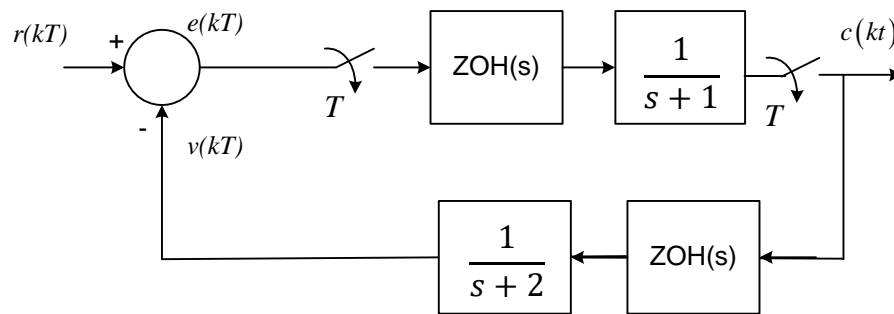 r(kT)
+
e(kT)
T
ZOH(s)
1
s + 1
T
c(kt)
-
v(kT)
1
s + 2
ZOH(s)